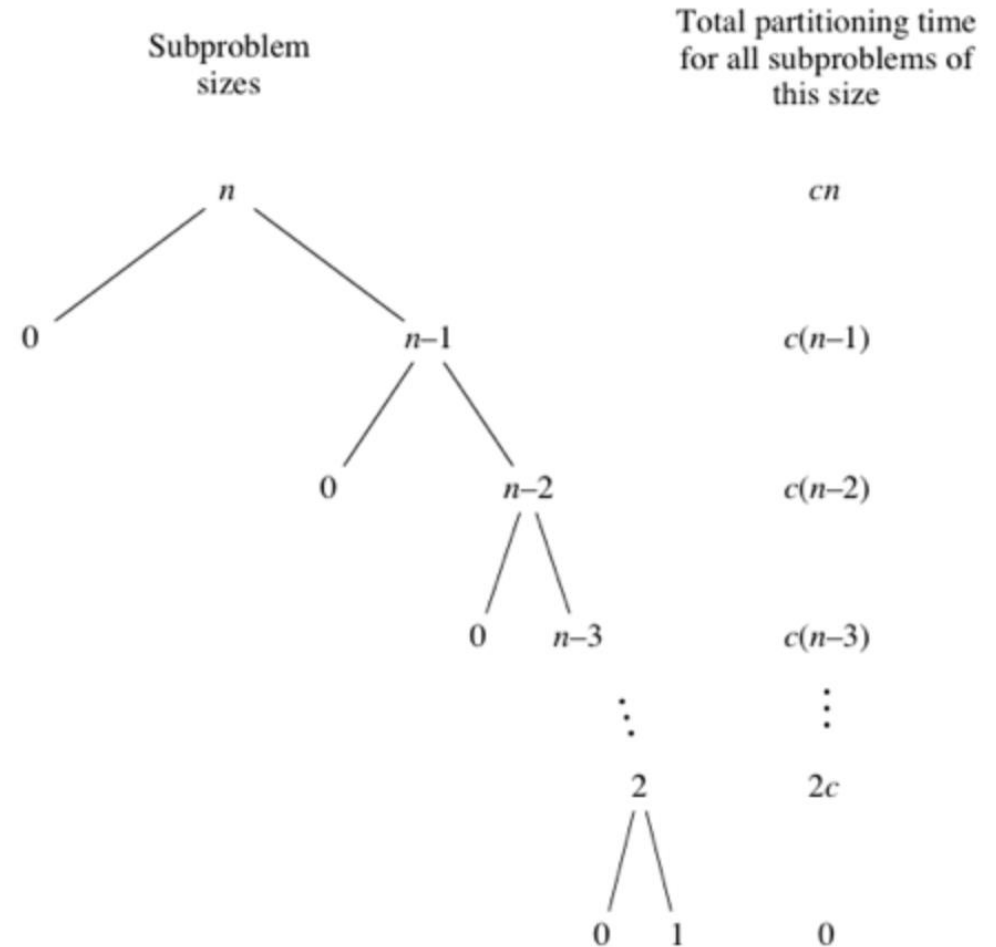 Subproblem
sizes
Total partitioning time
for all subproblems of
this size
n
cn
0
n–1
c(n–1)
0
n–2
c(n–2)
0
n–3
c(n–3)
⋱
⋮
2
2c
0
1
0